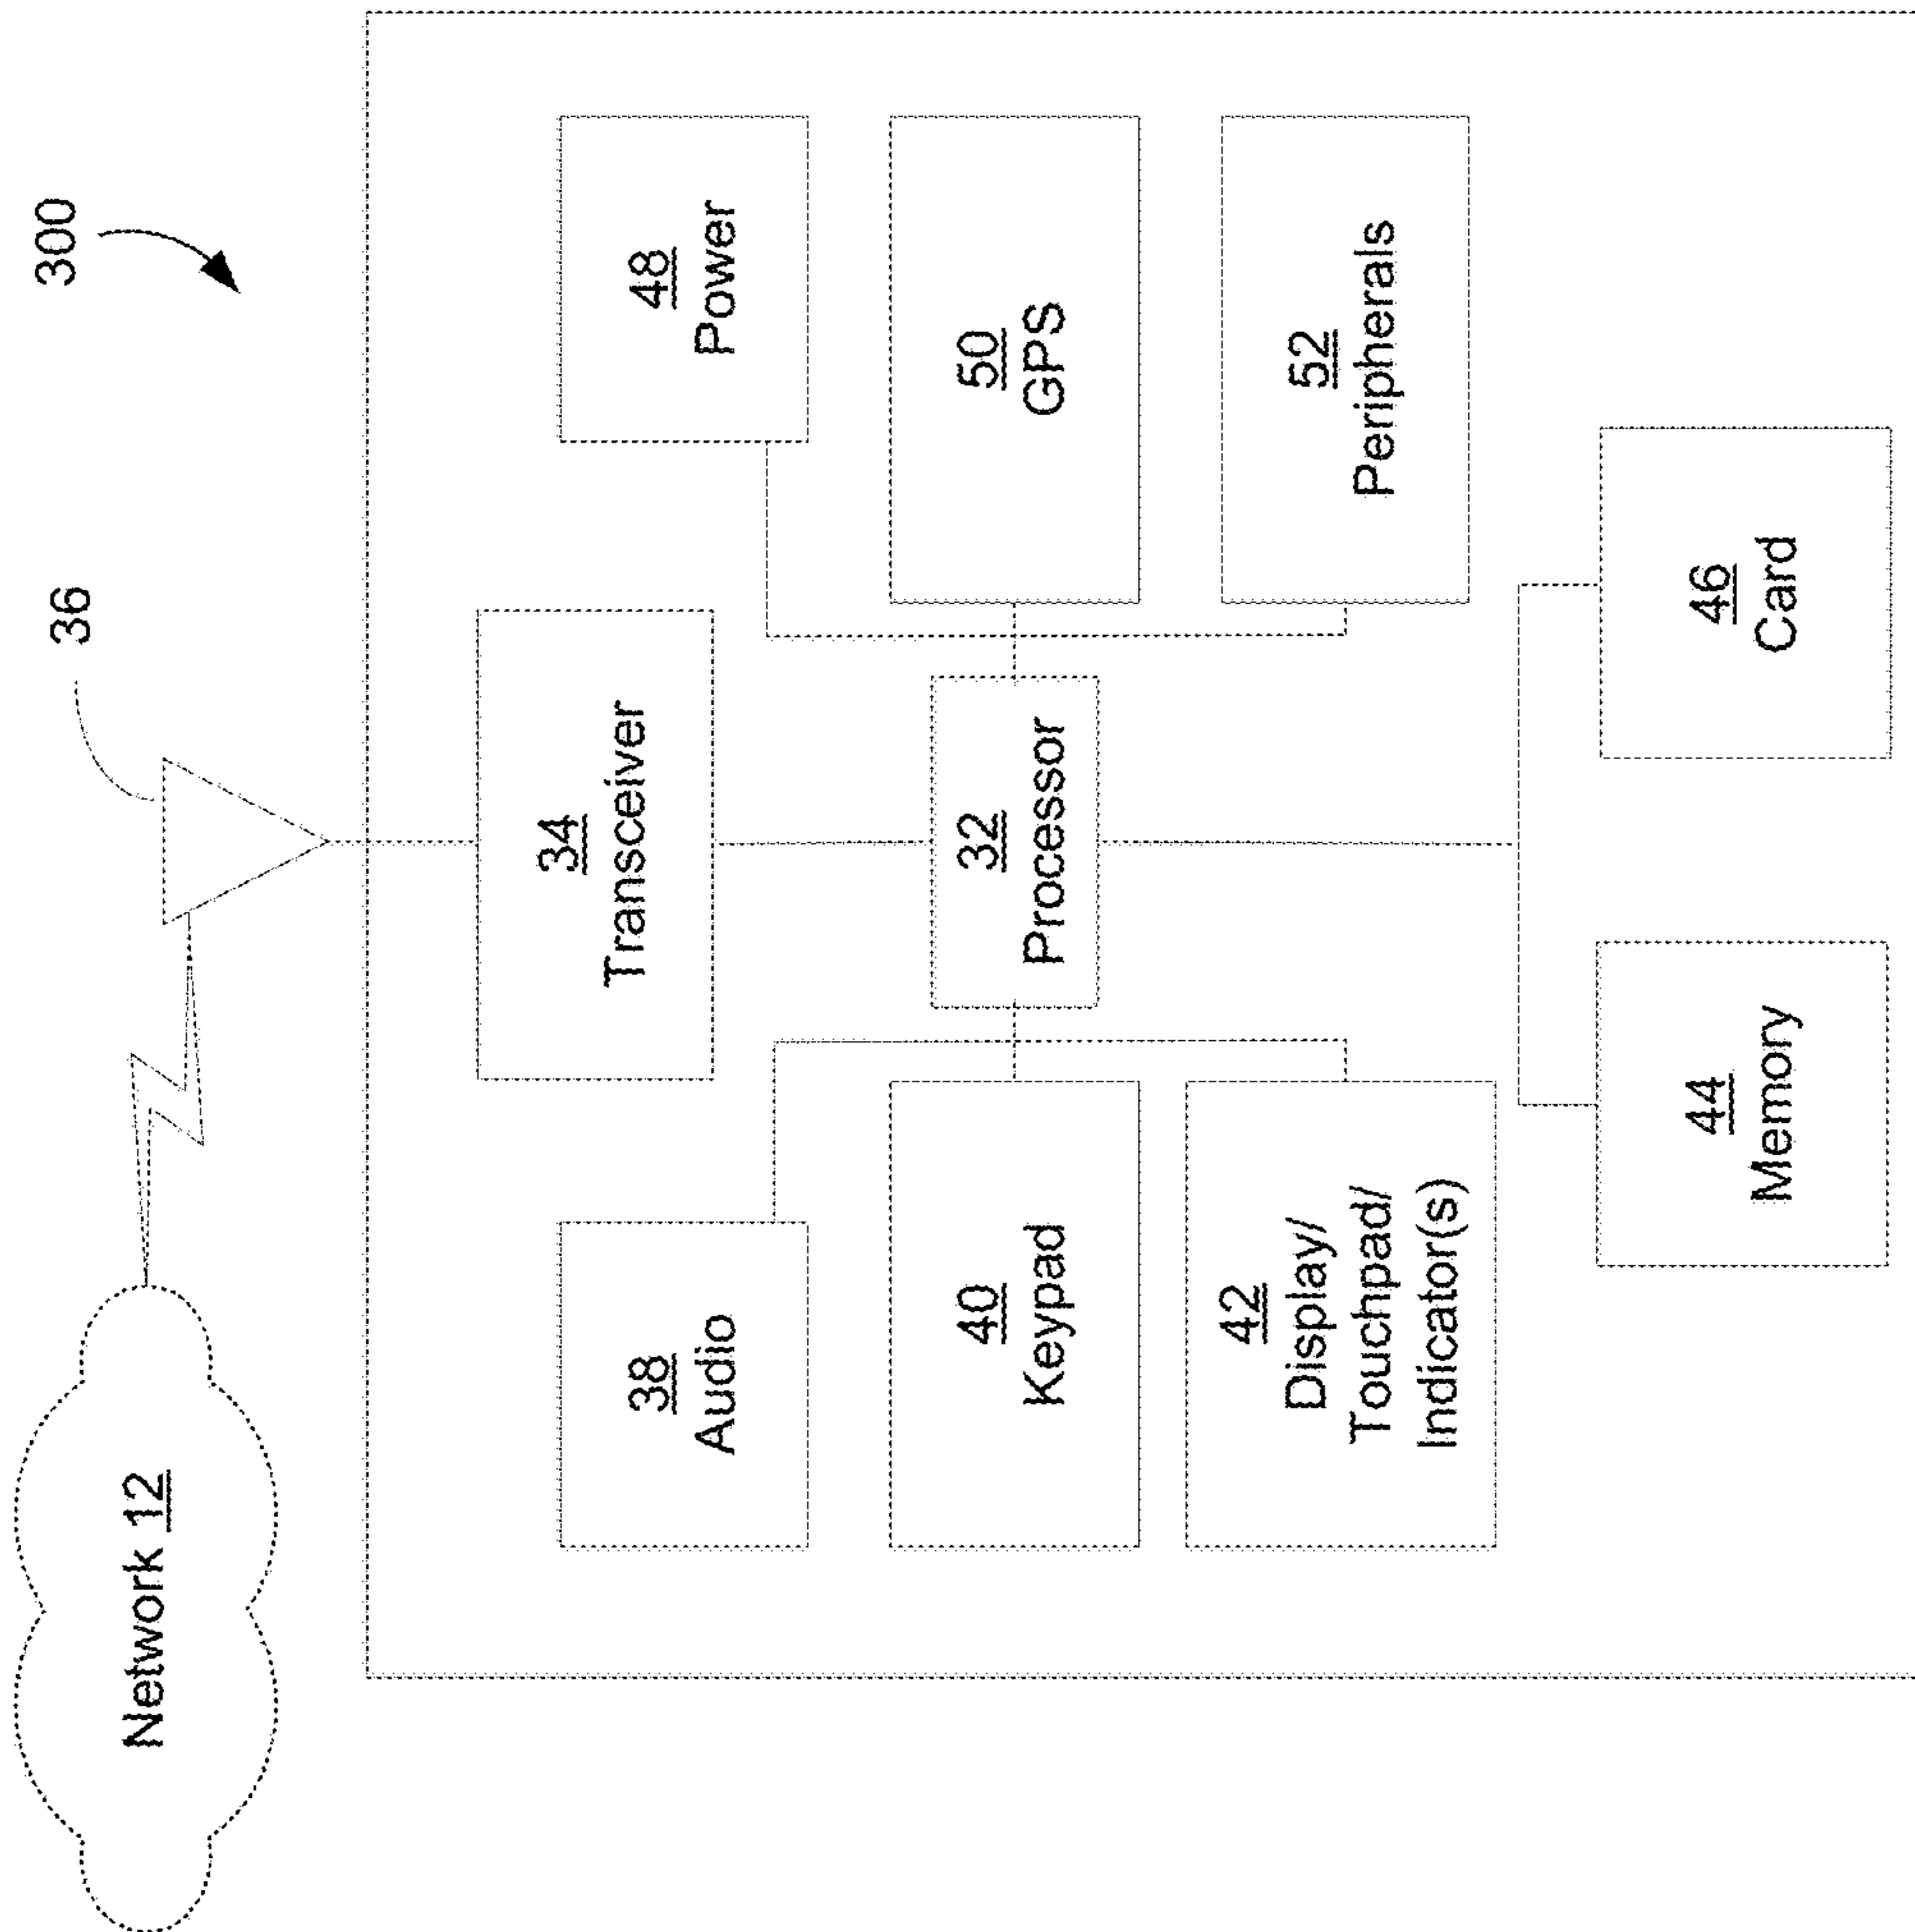 300
36
Network 12
34
Transceiver
38
Audio
48
Power
40
Keypad
32
Processor
50
GPS
42
Display/
Touchpad/
Indicator(s)
52
Peripherals
44
Memory
46
Card